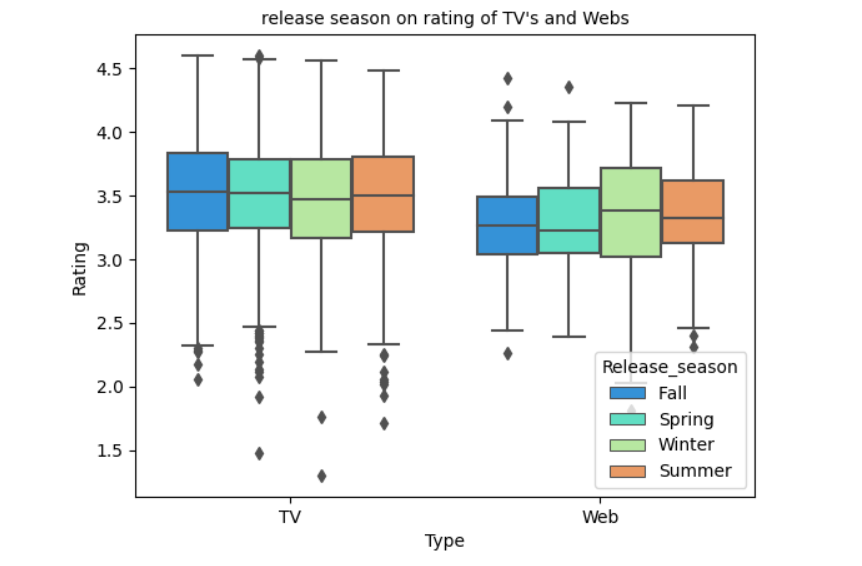 release season on rating of TV's and Webs
Rating
4.5
4.0
3.5
3.0
2.5
2.0
1.5
Release_season
Fall
Spring
Winter
Summer
TV
Web
Type